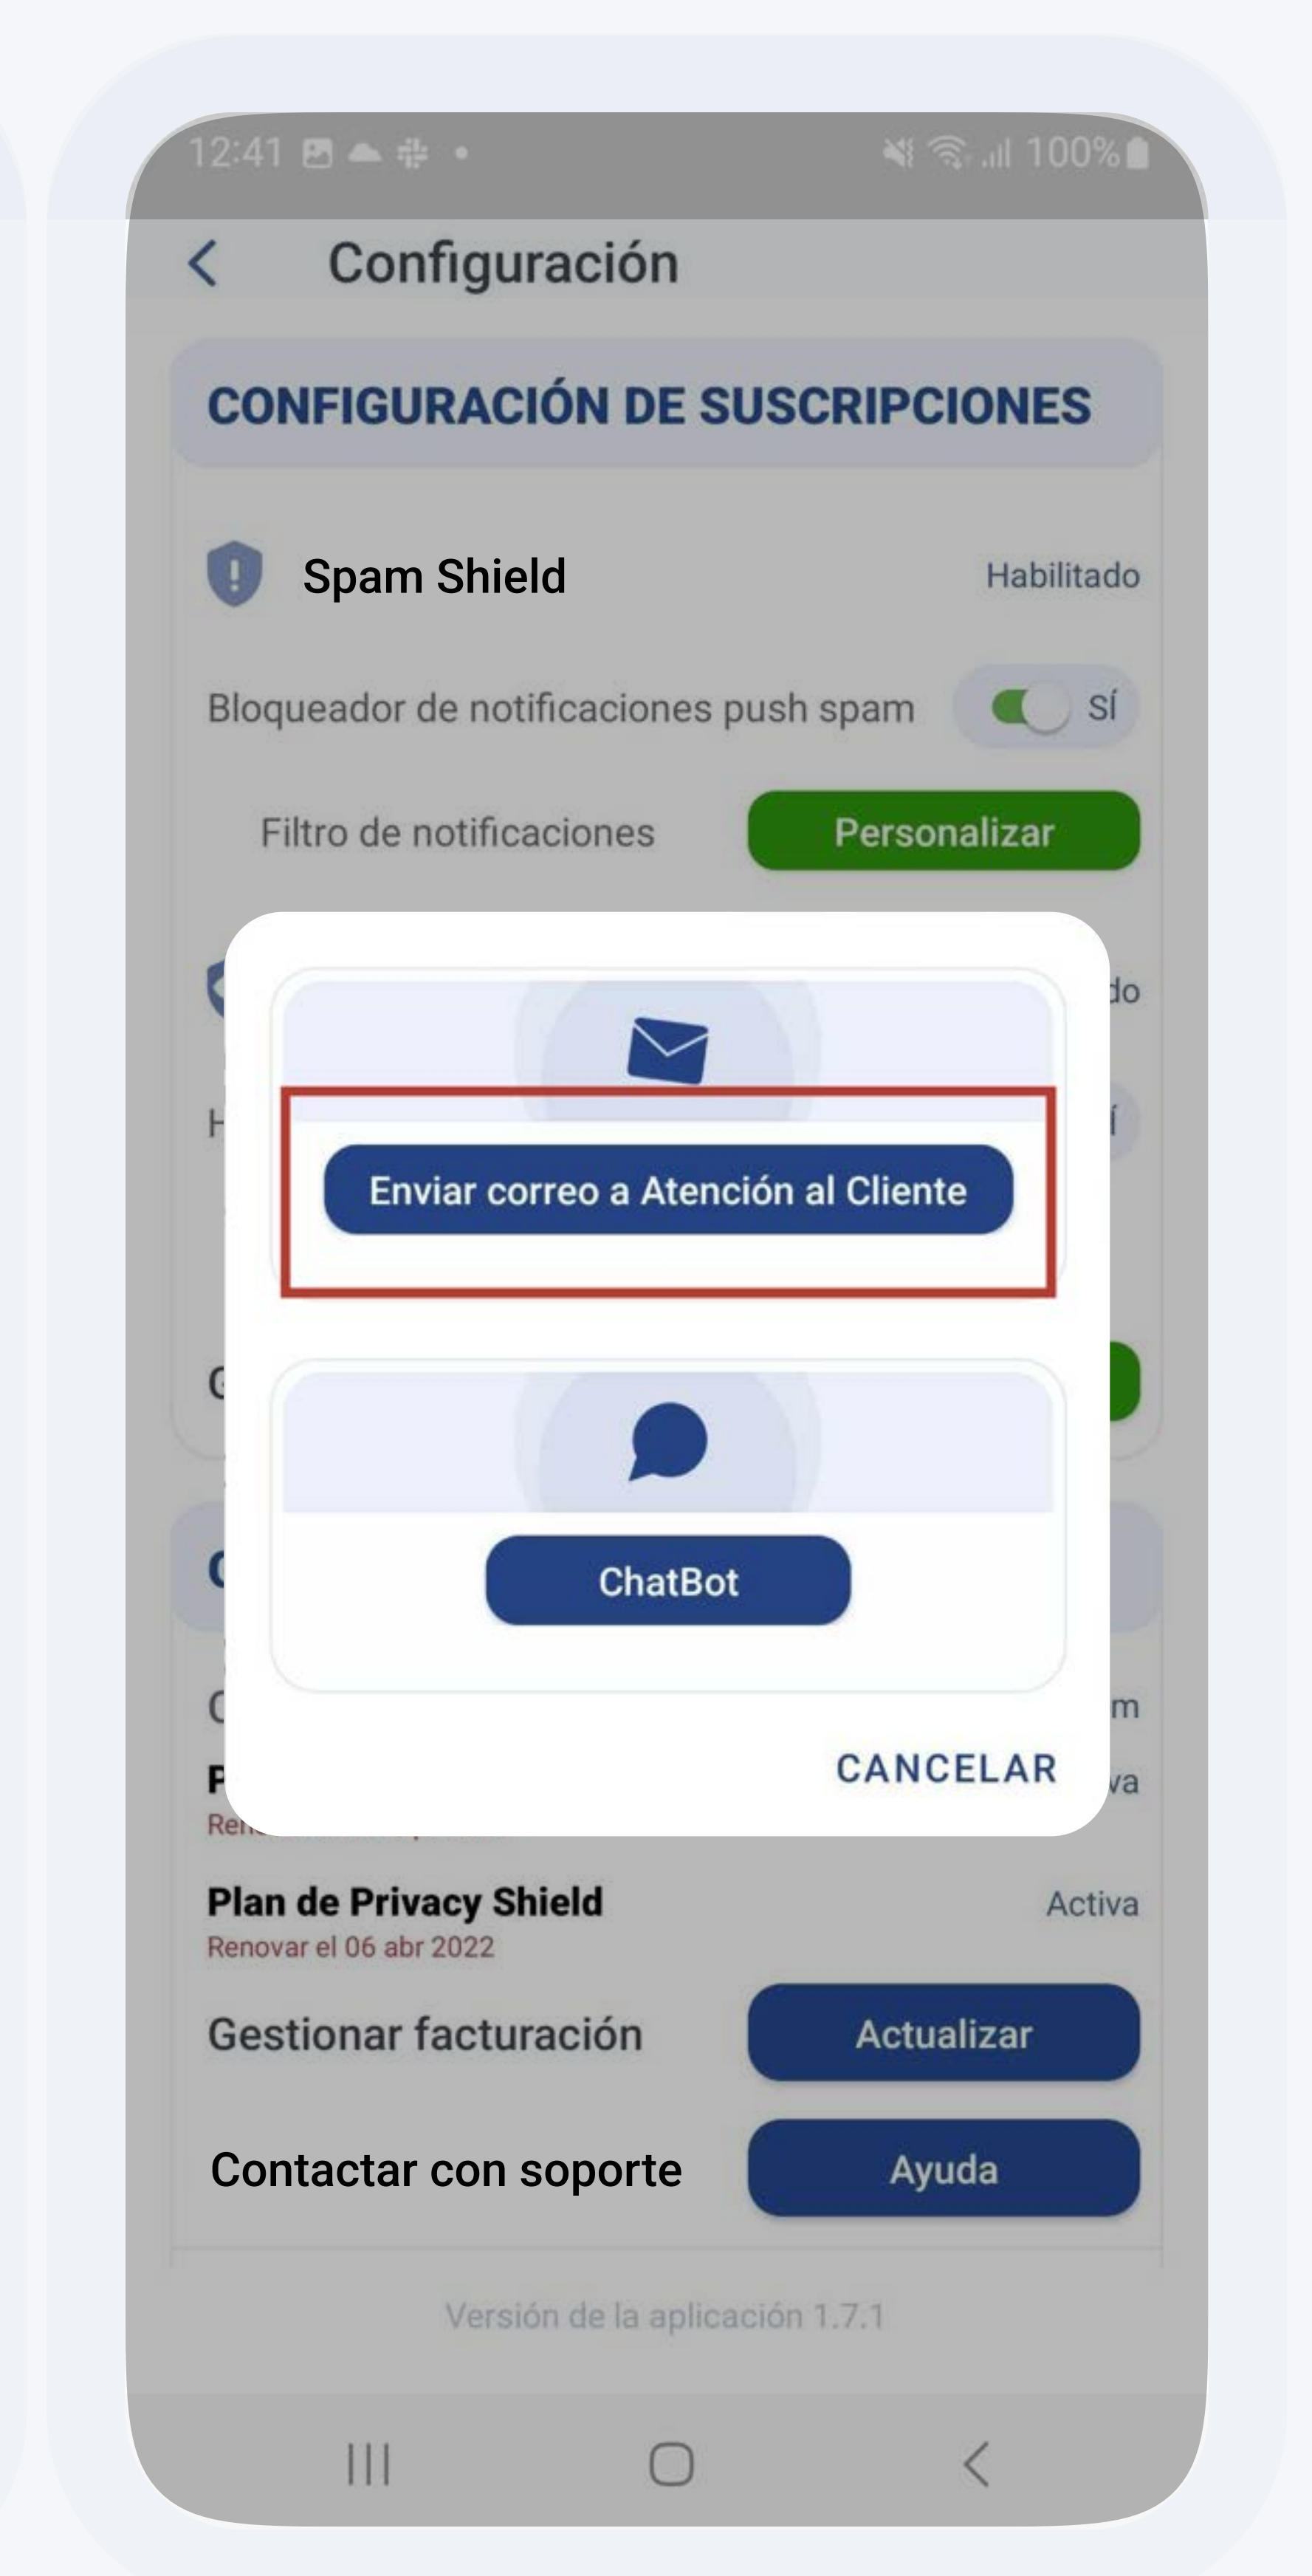 12:41
100%
Configuración
CONFIGURACIÓN DE SUSCRIPCIONES
Spam Shield
Habilitado
Bloqueador de notificaciones push spam
SÍ
Filtro de notificaciones
Personalizar
Enviar correo a Atención al Cliente
ChatBot
CANCELAR
Plan de Privacy Shield
Activa
Renovar el 06 abr 2022
Gestionar facturación
Actualizar
Contactar con soporte
Ayuda
Versión de la aplicación 1.7.1